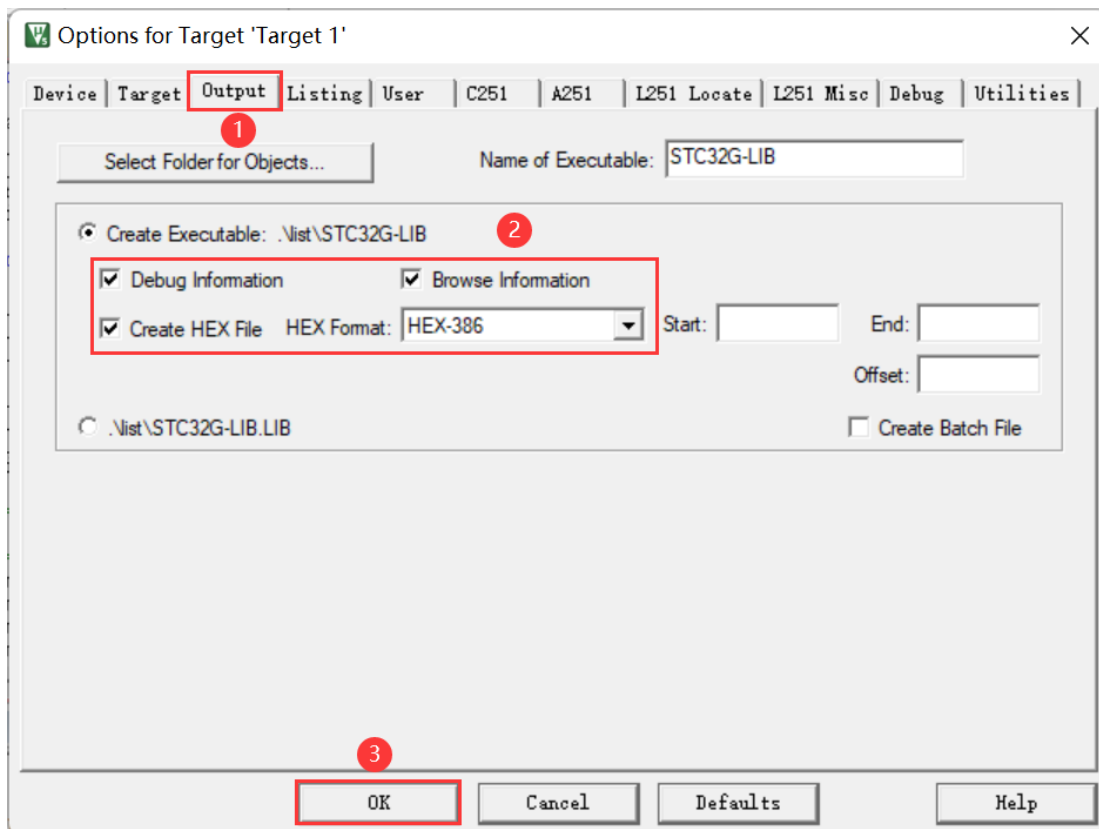 Options for Target 'Target 1'
Device Target Output Listing User C251 A251 L251 Locate L251 Misc Debug Utilities
1
Select Folder for Objects... Name of Executable: STC32G-LIB
Create Executable: .\list\STC32G-LIB 2
Debug Information Browse Information
Create HEX File HEX Format: HEX-386 Start: End:
Offset:
.\list\STC32G-LIB.LIB Create Batch File
3
OK Cancel Defaults Help